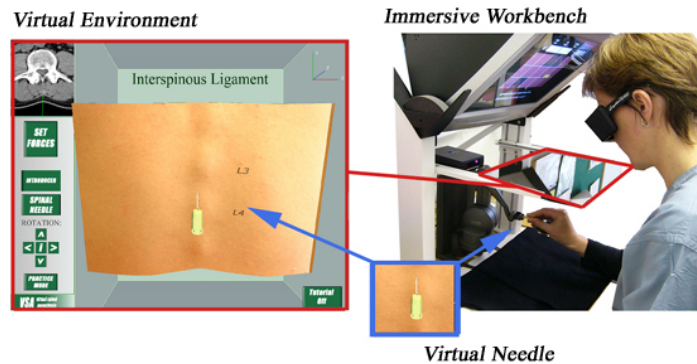 Virtual Environment
Immersive Workbench
Interspinous Ligament
SET
FORCES
INTRODUCER
SPINAL
NEEDLE
ROTATION:
< i >
PRACTICE
MODE
VSA
L3
L4
Tutorial
Off
Virtual Needle